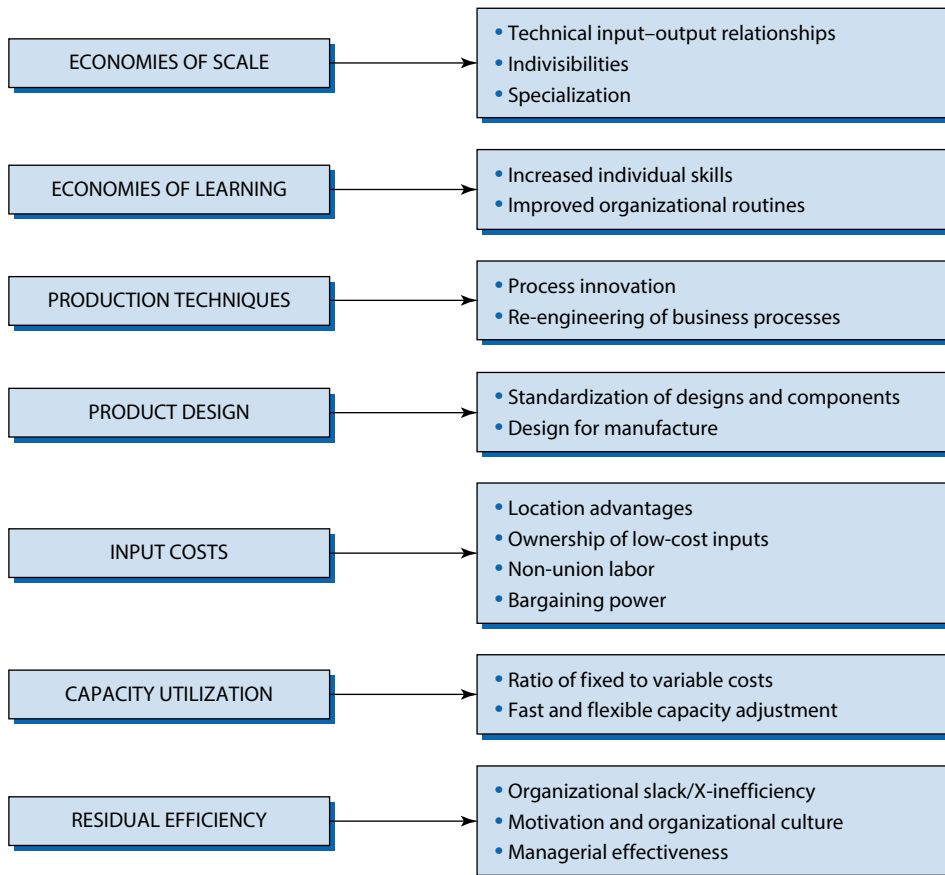 ECONOMIES OF SCALE
• Technical input–output relationships
• Indivisibilities
• Specialization
ECONOMIES OF LEARNING
• Increased individual skills
• Improved organizational routines
PRODUCTION TECHNIQUES
• Process innovation
• Re-engineering of business processes
PRODUCT DESIGN
• Standardization of designs and components
• Design for manufacture
INPUT COSTS
• Location advantages
• Ownership of low-cost inputs
• Non-union labor
• Bargaining power
CAPACITY UTILIZATION
• Ratio of fixed to variable costs
• Fast and flexible capacity adjustment
RESIDUAL EFFICIENCY
• Organizational slack/X-inefficiency
• Motivation and organizational culture
• Managerial effectiveness